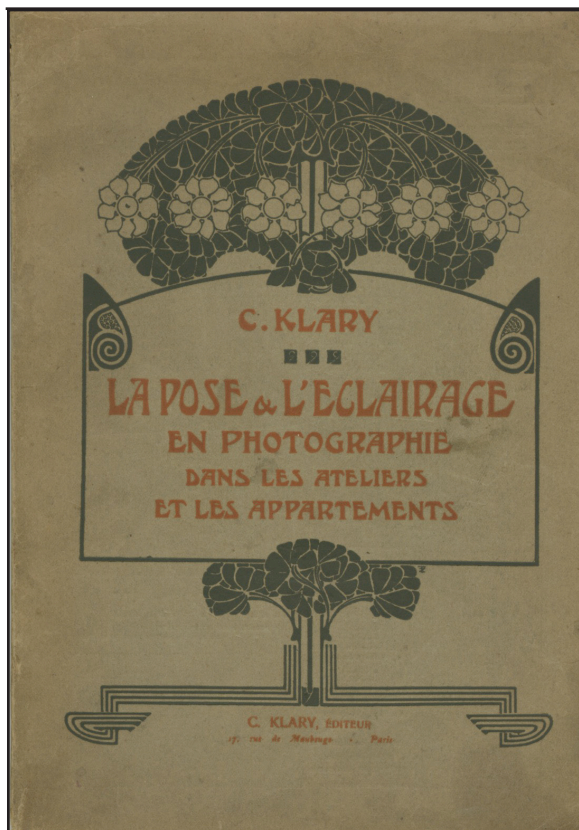 C. KLARY
LA POSE & L'ECLAIRAGE
EN PHOTOGRAPHIE
DANS LES ATELIERS
ET LES APPARTEMENTS
C. KLARY, ÉDITEUR
17, rue de Maubeuge Paris